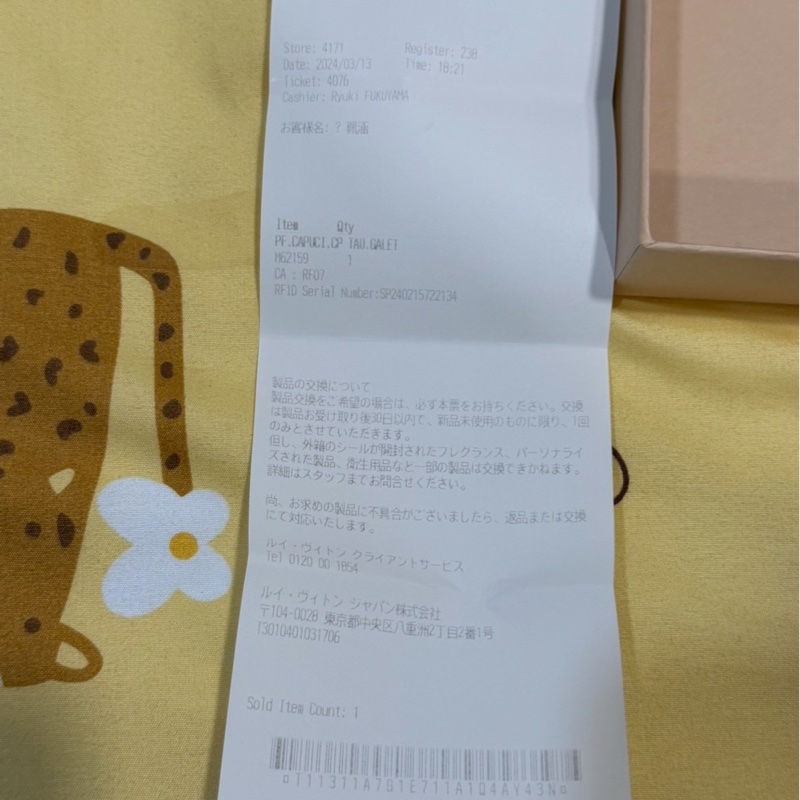 Store: 4171 Register: 238
Date: 2024/03/13 Time: 18:21
Ticket: 4076
Cashier: Ryuki FUKUYAMA
お客様名: ? 珮涵
Item Qty
PF.CAPUCI.CP TAU.GALET
M62159 1
CA : RF07
RFID Serial Number:SP240215722134
製品の交換について
製品交換をご希望の場合は、必ず本票をお持ちください。交換
は製品お受け取り後30日以内で、新品未使用のものに限り、1回
のみとさせていただきます。
但し、外箱のシールが開封されたフレグランス、パーソナライ
ズされた製品、衛生用品など一部の製品は交換できかねます。
詳細はスタッフまでお問合せください。
尚、お求めの製品に不具合がございましたら、返品または交換
にて対応いたします。
ルイ・ヴィトン クライアントサービス
Tel 0120 00 1854
ルイ・ヴィトン ジャパン株式会社
〒104-0028 東京都中央区八重洲2丁目2番1号
T3010401031706
Sold Item Count: 1
¤111311A7G1E711A1Q4AY43N¤